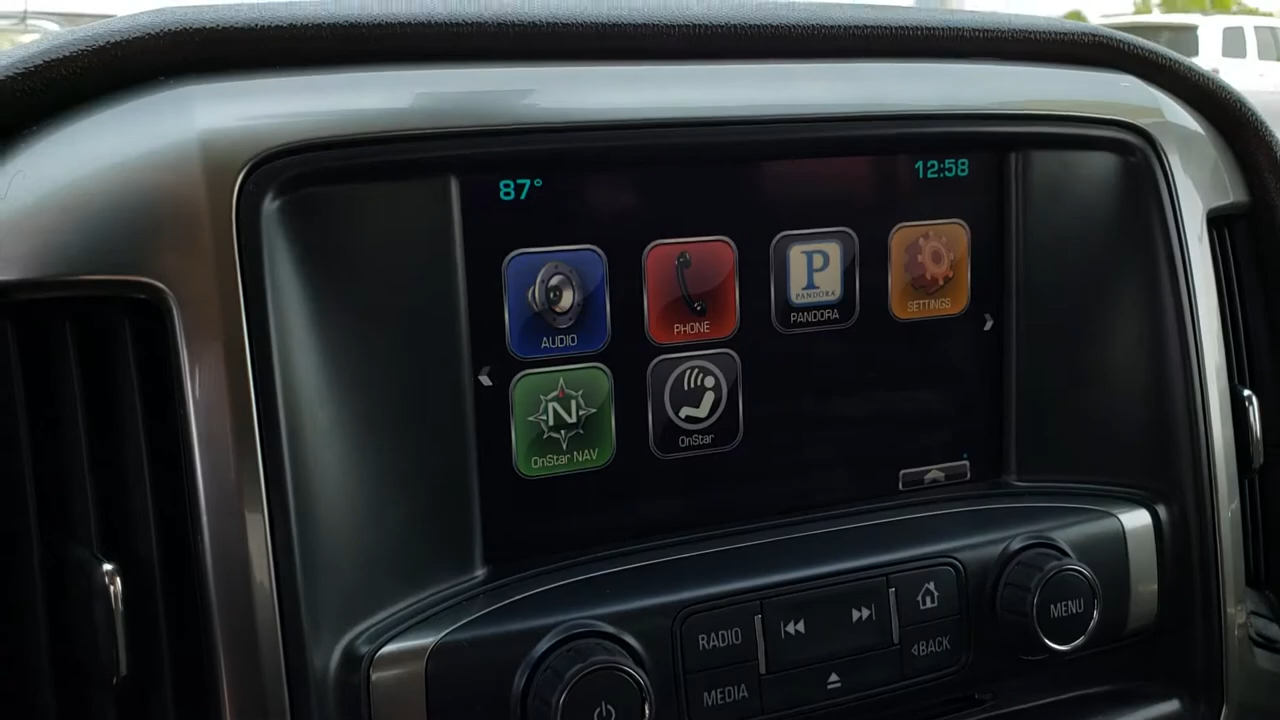 87°
12:58
AUDIO
PHONE
P
PANDORA
PANDORA
SETTINGS
N
OnStar NAV
OnStar
RADIO
MEDIA
BACK
MENU